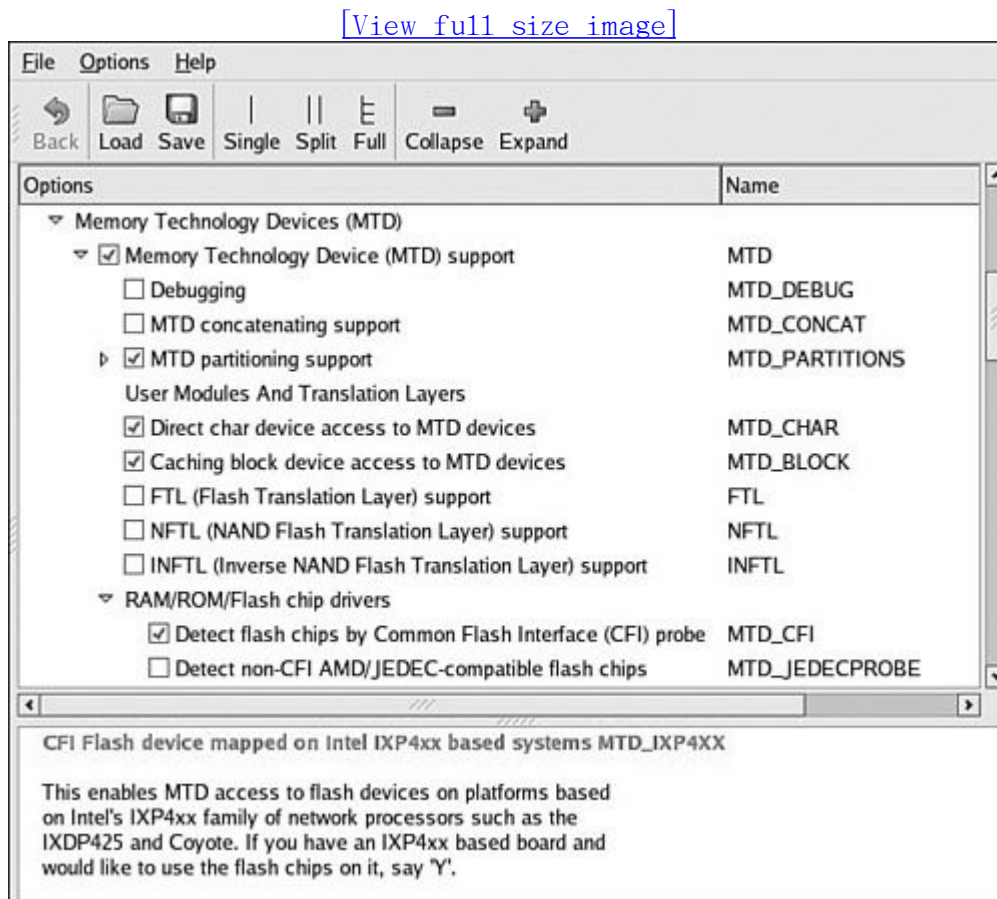 [View full size image]
File Options Help
Back Load Save Single Split Full Collapse Expand
Options Name
Memory Technology Devices (MTD)
Memory Technology Device (MTD) support MTD
Debugging MTD_DEBUG
MTD concatenating support MTD_CONCAT
MTD partitioning support MTD_PARTITIONS
User Modules And Translation Layers
Direct char device access to MTD devices MTD_CHAR
Caching block device access to MTD devices MTD_BLOCK
FTL (Flash Translation Layer) support FTL
NFTL (NAND Flash Translation Layer) support NFTL
INFTL (Inverse NAND Flash Translation Layer) support INFTL
RAM/ROM/Flash chip drivers
Detect flash chips by Common Flash Interface (CFI) probe MTD_CFI
Detect non-CFI AMD/JEDEC-compatible flash chips MTD_JEDECPROBE
CFI Flash device mapped on Intel IXP4xx based systems MTD_IXP4XX
This enables MTD access to flash devices on platforms based
on Intel's IXP4xx family of network processors such as the
IXDP425 and Coyote. If you have an IXP4xx based board and
would like to use the flash chips on it, say 'Y'.